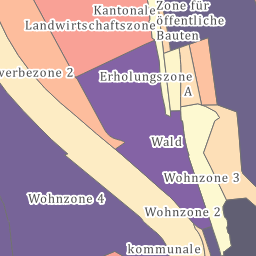 Kantonale
Landwirtschaftszone
Zone für
öffentliche
Bauten
werbezone 2
Erholungszone
A
Wald
Wohnzone 3
Wohnzone 4
Wohnzone 2
kommunale